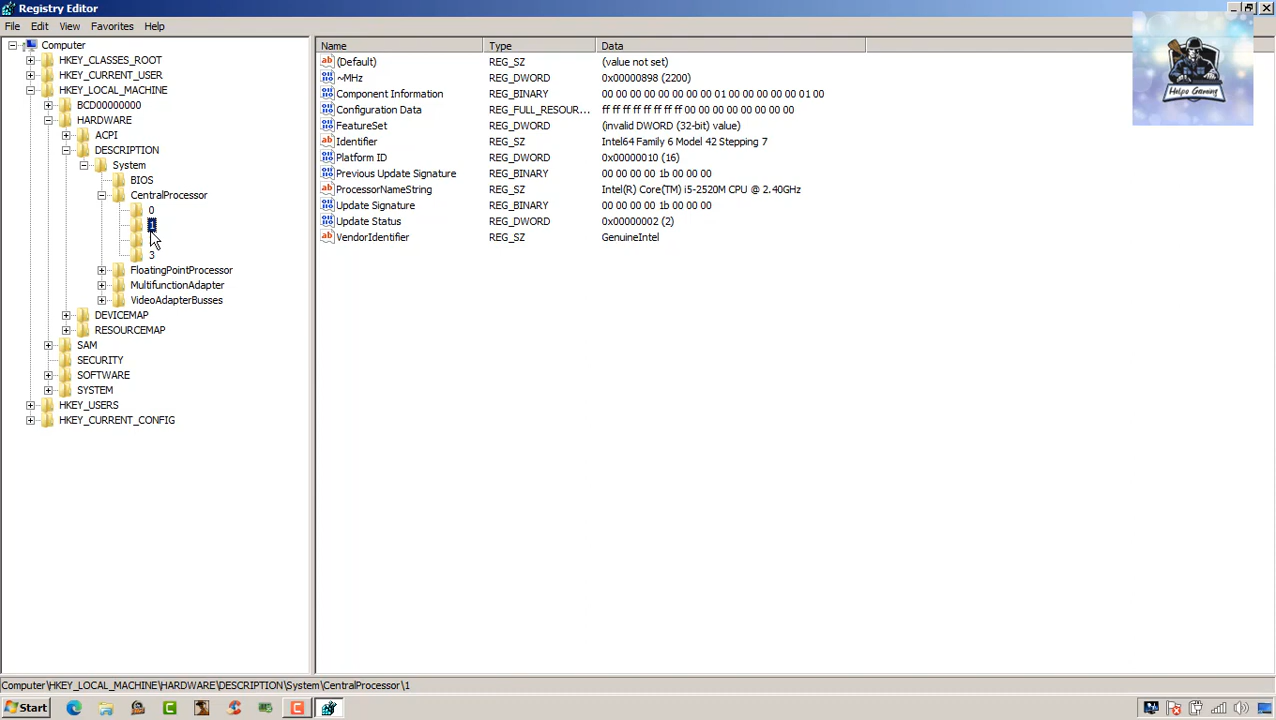 Registry Editor
File Edit View Favorites Help
Computer
HKEY_CLASSES_ROOT
HKEY_CURRENT_USER
HKEY_LOCAL_MACHINE
BCD00000000
HARDWARE
ACPI
DESCRIPTION
System
BIOS
CentralProcessor
0
1
3
FloatingPointProcessor
MultifunctionAdapter
VideoAdapterBusses
DEVICEMAP
RESOURCEMAP
SAM
SECURITY
SOFTWARE
SYSTEM
HKEY_USERS
HKEY_CURRENT_CONFIG
Name Type Data
(Default) REG_SZ (value not set)
~MHz REG_DWORD 0x00000898 (2200)
Component Information REG_BINARY 00 00 00 00 00 00 00 00 01 00 00 00 00 00 01 00
Configuration Data REG_FULL_RESOUR... ff ff ff ff ff ff ff ff 00 00 00 00 00 00 00 00
FeatureSet REG_DWORD (invalid DWORD (32-bit) value)
Identifier REG_SZ Intel64 Family 6 Model 42 Stepping 7
Platform ID REG_DWORD 0x00000010 (16)
Previous Update Signature REG_BINARY 00 00 00 00 1b 00 00 00
ProcessorNameString REG_SZ Intel(R) Core(TM) i5-2520M CPU @ 2.40GHz
Update Signature REG_BINARY 00 00 00 00 1b 00 00 00
Update Status REG_DWORD 0x00000002 (2)
VendorIdentifier REG_SZ GenuineIntel
Helpo Gaming
Computer\HKEY_LOCAL_MACHINE\HARDWARE\DESCRIPTION\System\CentralProcessor\1
Start